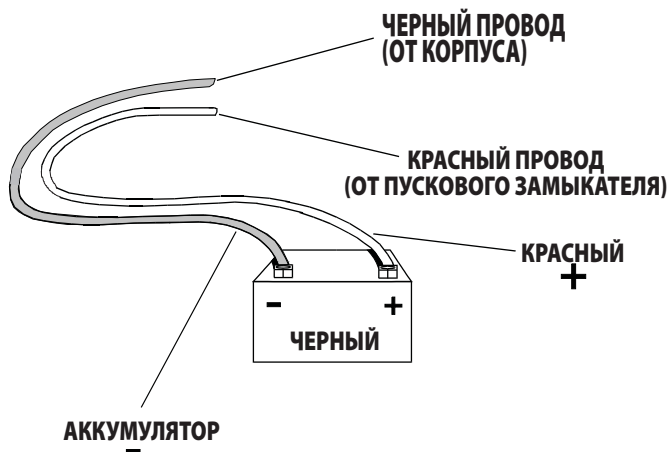 ЧЕРНЫЙ ПРОВОД
(ОТ КОРПУСА)
КРАСНЫЙ ПРОВОД
(ОТ ПУСКОВОГО ЗАМЫКАТЕЛЯ)
КРАСНЫЙ
+
- +
ЧЕРНЫЙ
АККУМУЛЯТОР
-